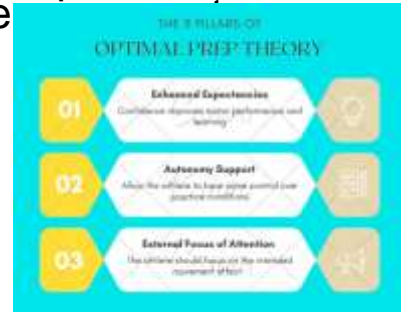 e
THE 3 PILLARS OF
OPTIMAL PREP THEORY
01
Enhanced Expectancies
Confidence improves motor performance and
learning
02
Autonomy Support
Allow the athlete to have some control over
practice conditions
03
External Focus of Attention
The athlete should focus on the intended
movement effect